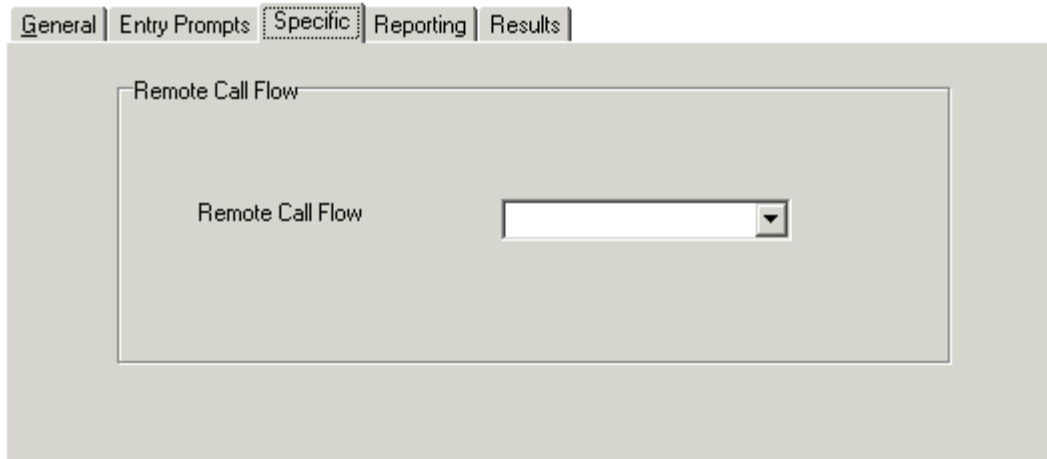 General Entry Prompts Specific Reporting Results
Remote Call Flow
Remote Call Flow